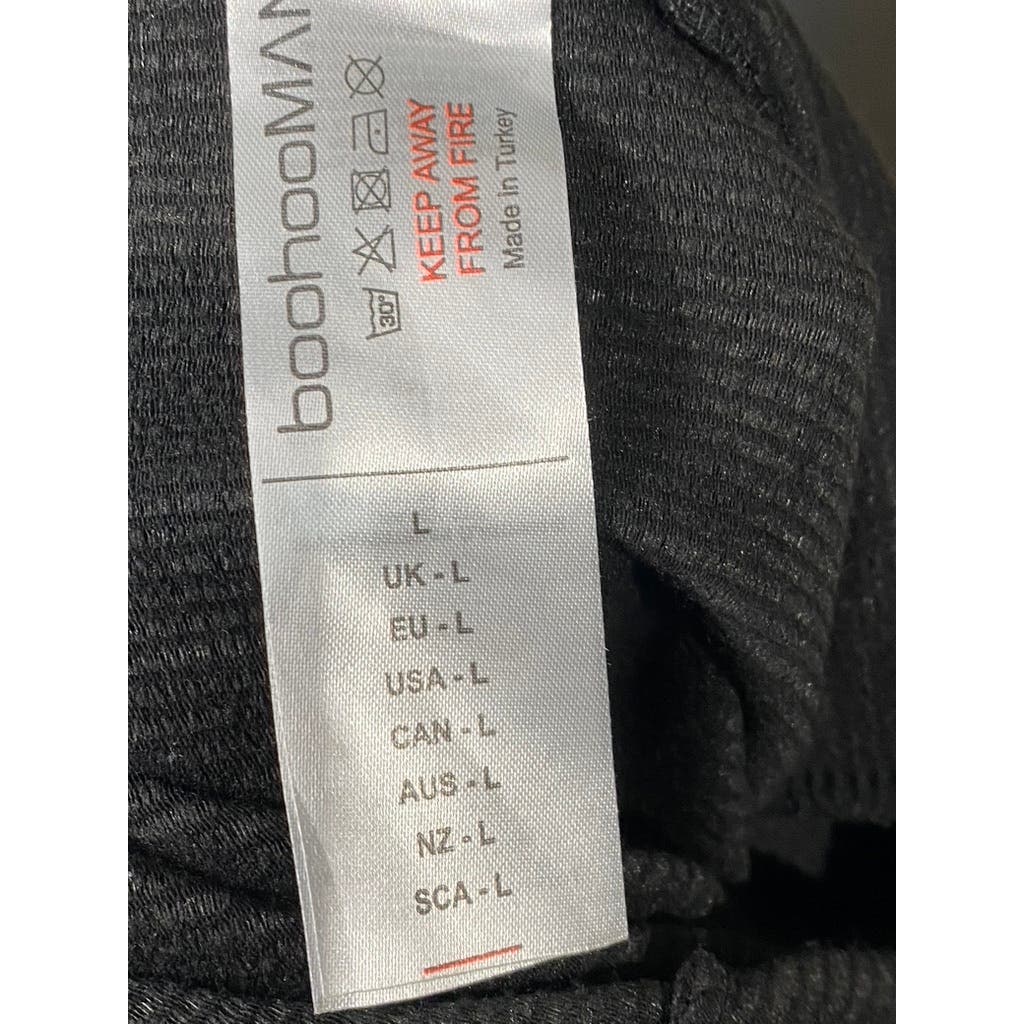 booHooMAN
30°
KEEP AWAY
FROM FIRE
Made in Turkey
L
UK - L
EU - L
USA - L
CAN - L
AUS - L
NZ - L
SCA - L